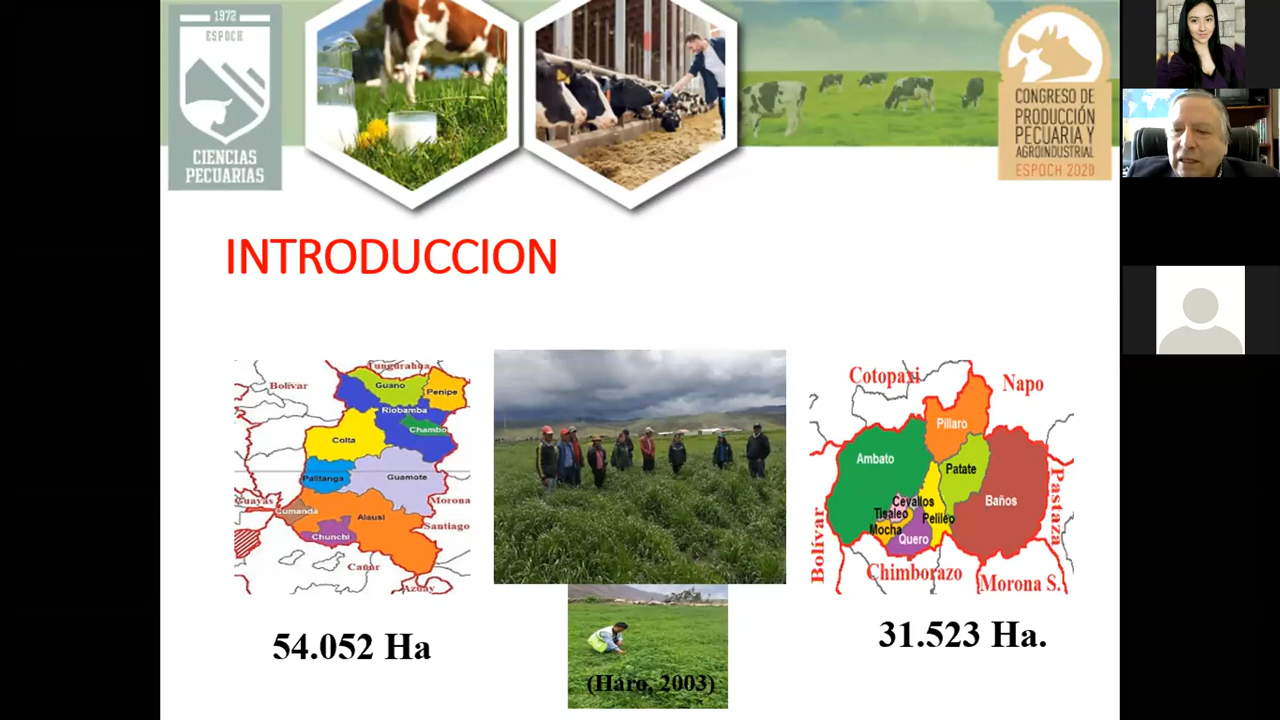 1972
ESPOCH
CIENCIAS
PECUARIAS
CONGRESO DE
PRODUCCIÓN
PECUARIA Y
AGROINDUSTRIAL
ESPOCH 2020
INTRODUCCION
Tungurahua
Bolívar
Guano
Penipe
Riobamba
Chambo
Colta
Pallatanga
Guamote
Guayas
Morona
Cumandá
Alausí
Santiago
Chunchi
Cañar
Azuay
54.052 Ha
(Haro, 2003)
Cotopaxi
Napo
Píllaro
Ambato
Patate
Baños
Cevallos
Tisaleo
Pelileo
Mocha
Quero
Pastaza
Bolívar
Chimborazo
Morona S.
31.523 Ha.